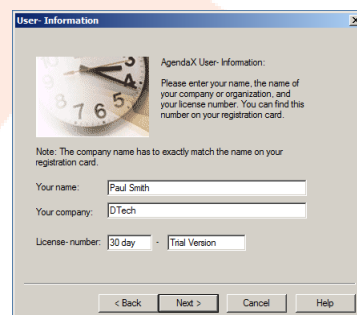 User- Information
AgendaX User- Information:
Please enter your name, the name of
your company or organization, and
your license number. You can find this
number on your registration card.
Note: The company name has to exactly match the name on your
registration card.
Your name: Paul Smith
Your company: DTech
License- number: 30 day - Trial Version
< Back Next > Cancel Help